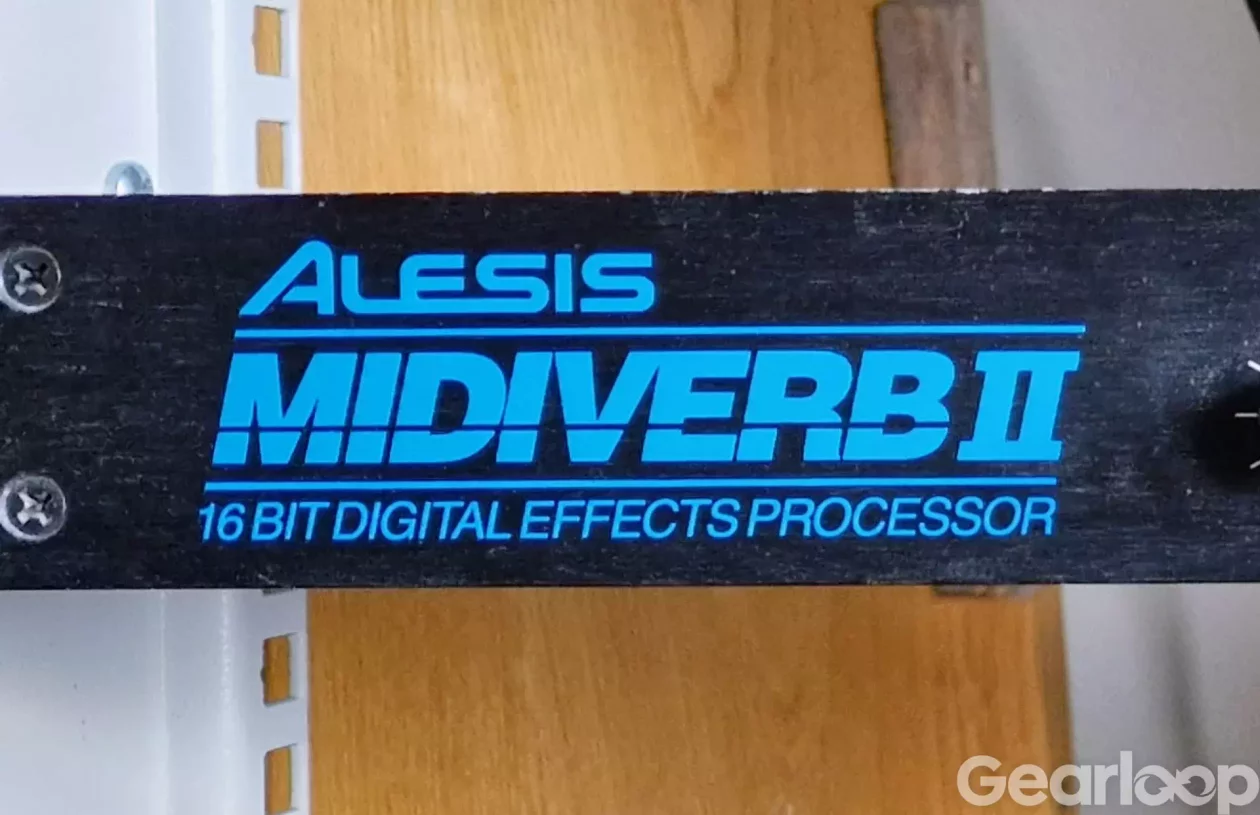 ALESIS
MIDIVERB II
16 BIT DIGITAL EFFECTS PROCESSOR
Gearloop